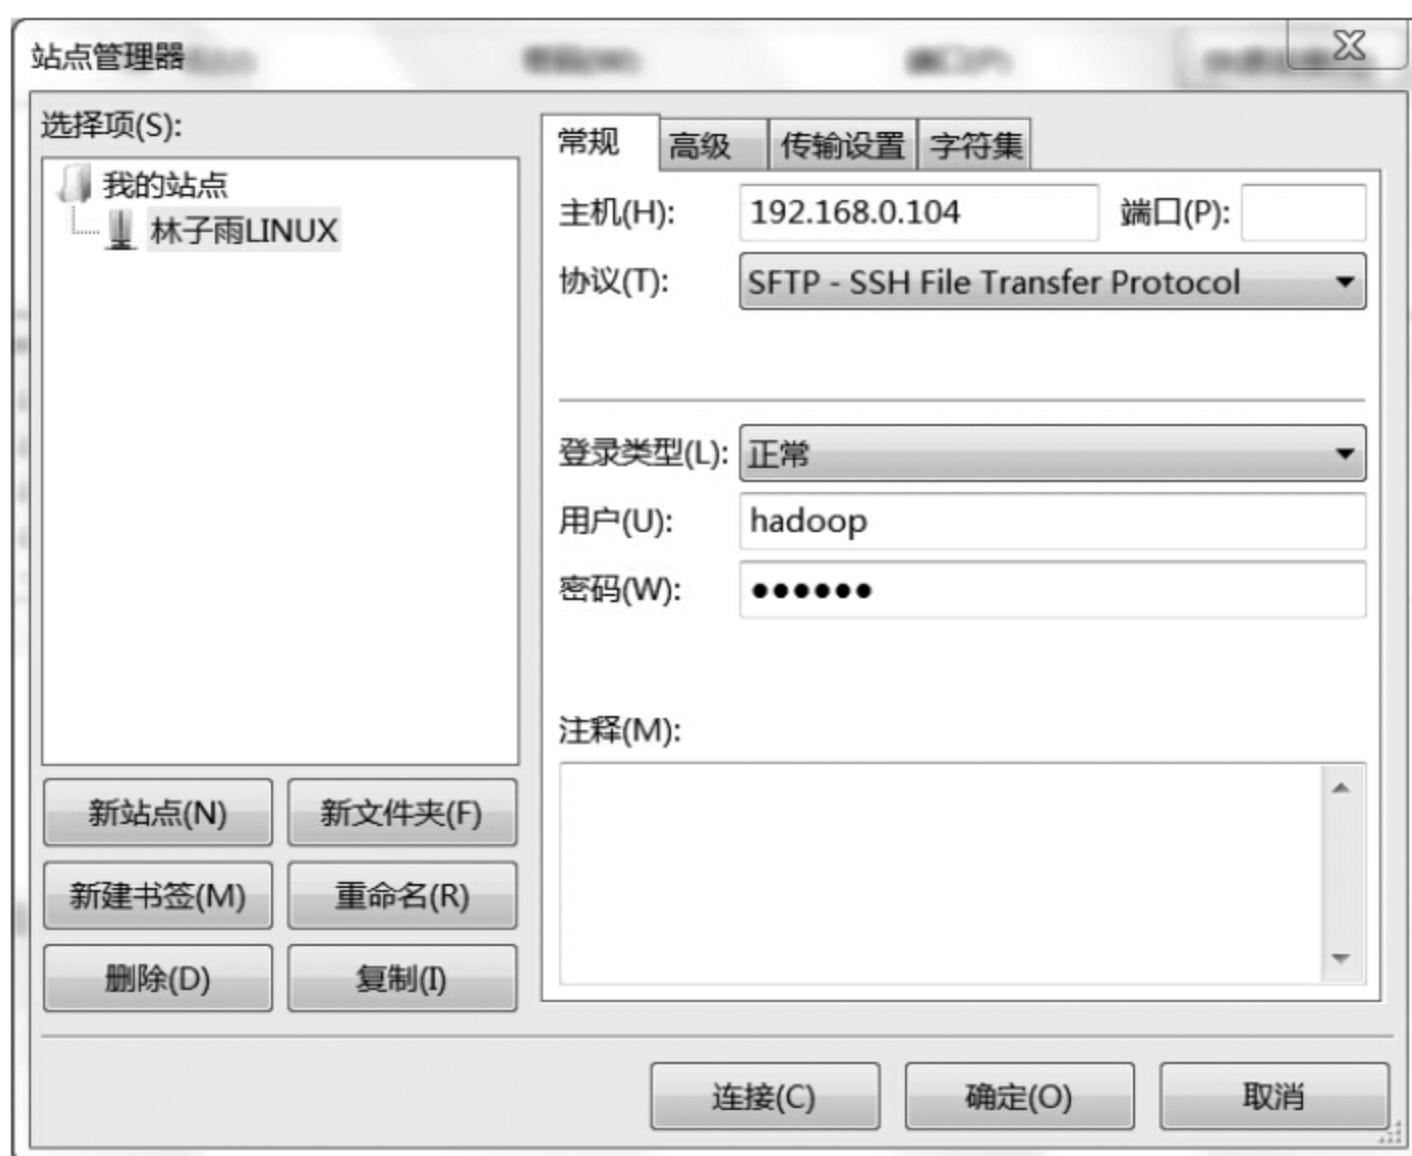 站点管理器
选择项(S):
我的站点
林子雨LINUX
新站点(N) 新文件夹(F)
新建书签(M) 重命名(R)
删除(D) 复制(I)
常规 高级 传输设置 字符集
主机(H): 192.168.0.104 端口(P):
协议(T): SFTP - SSH File Transfer Protocol
登录类型(L): 正常
用户(U): hadoop
密码(W): ●●●●●●
注释(M):
连接(C) 确定(O) 取消